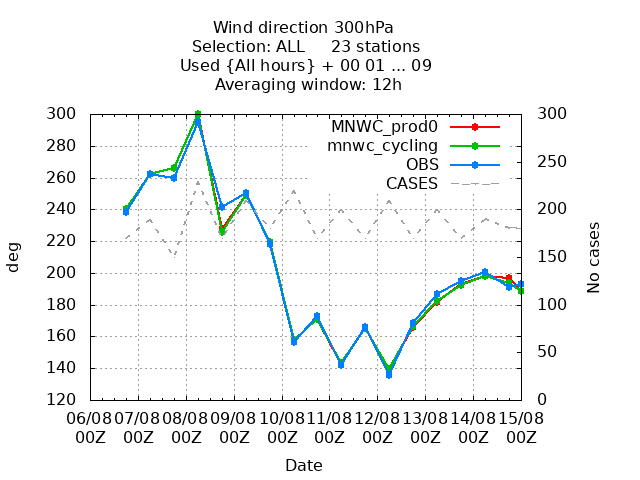 Wind direction 300hPa
Selection: ALL     23 stations
Used {All hours} + 00 01 ... 09
Averaging window: 12h
300
280
260
240
220
200
180
160
140
120
deg
300
250
200
150
100
50
0
No cases
MNWC_prod0
mnwc_cycling
OBS
CASES
06/08 07/08 08/08 09/08 10/08 11/08 12/08 13/08 14/08 15/08
00Z 00Z 00Z 00Z 00Z 00Z 00Z 00Z 00Z 00Z
Date